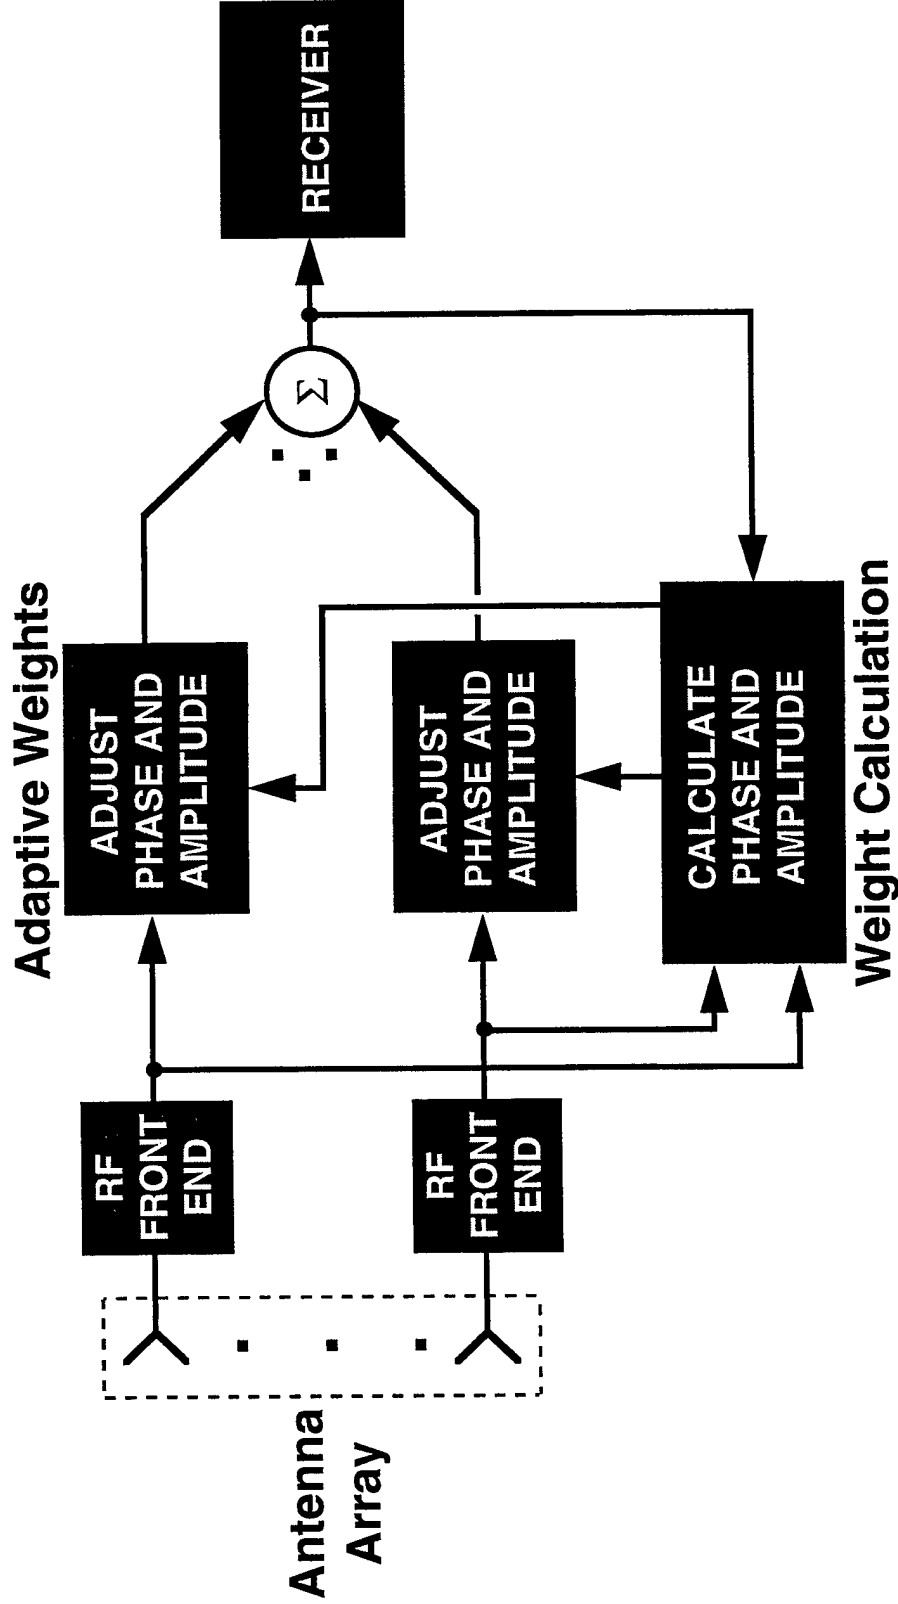 Adaptive Weights
Antenna
Array
RF
FRONT
END
ADJUST
PHASE AND
AMPLITUDE
Σ
RECEIVER
RF
FRONT
END
ADJUST
PHASE AND
AMPLITUDE
CALCULATE
PHASE AND
AMPLITUDE
Weight Calculation